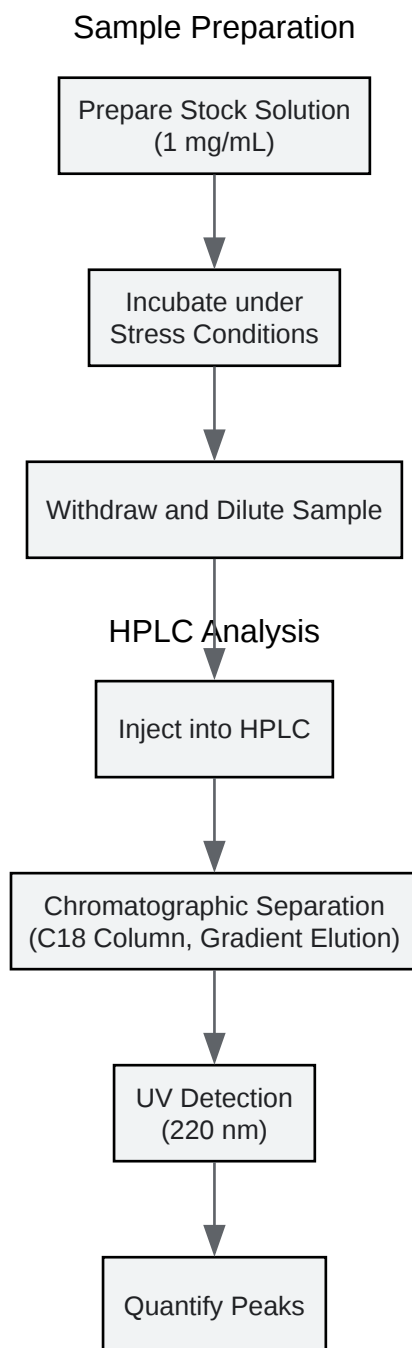 Sample Preparation
Prepare Stock Solution
(1 mg/mL)
Incubate under
Stress Conditions
Withdraw and Dilute Sample
HPLC Analysis
Inject into HPLC
Chromatographic Separation
(C18 Column, Gradient Elution)
UV Detection
(220 nm)
Quantify Peaks